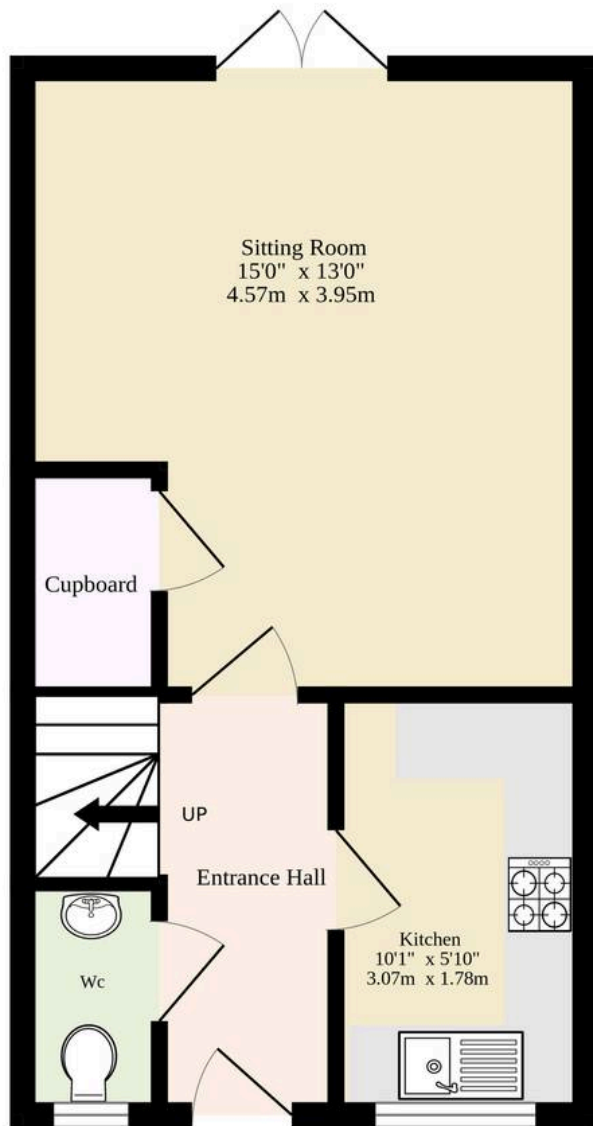 Sitting Room
15'0" x 13'0"
4.57m x 3.95m
Cupboard
UP
Entrance Hall
Kitchen
10'1" x 5'10"
3.07m x 1.78m
Wc